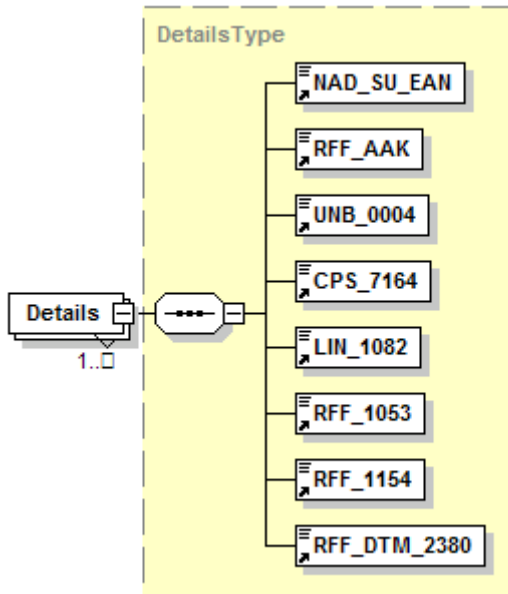 DetailsType
NAD_SU_EAN
RFF_AAK
UNB_0004
CPS_7164
Details
1..□
LIN_1082
RFF_1053
RFF_1154
RFF_DTM_2380